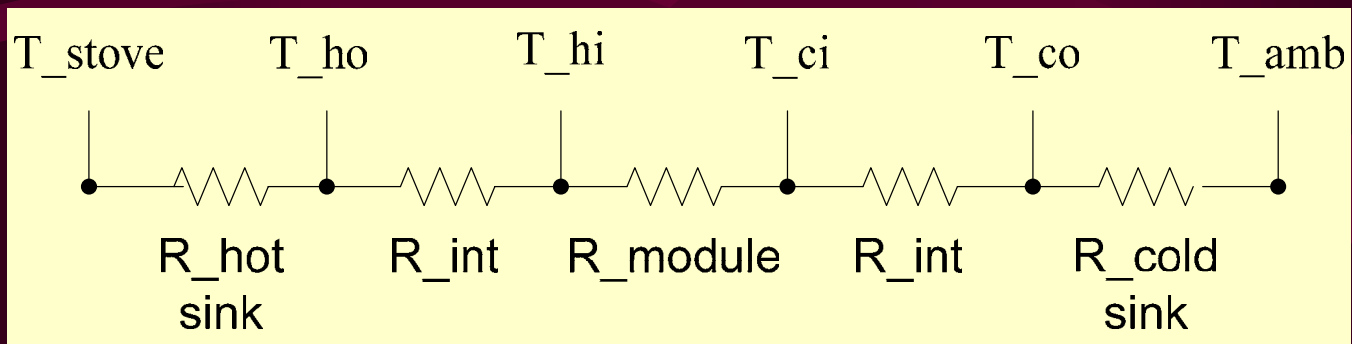 T_stove T_ho T_hi T_ci T_co T_amb
R_hot R_int R_module R_int R_cold
sink sink